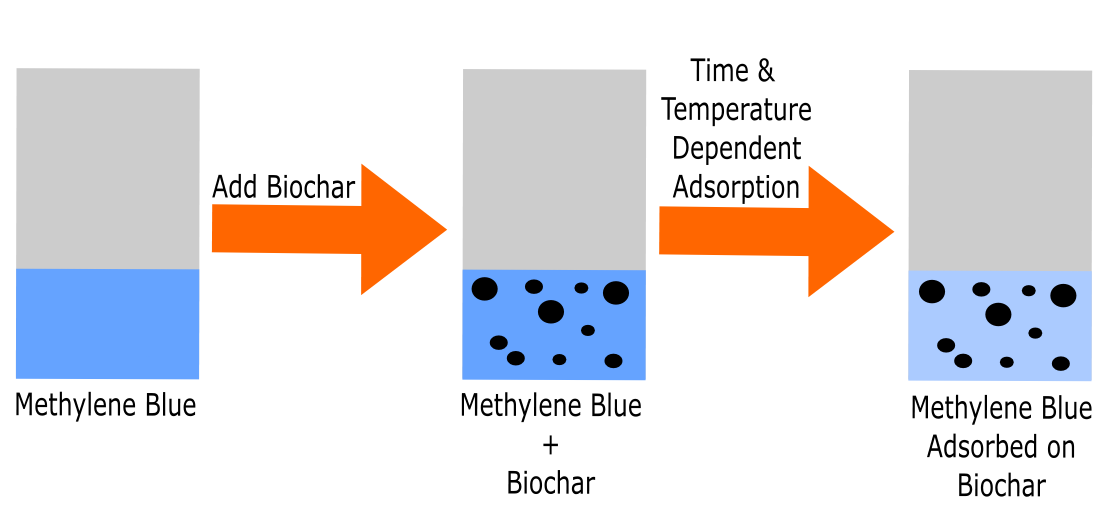 Methylene Blue
Add Biochar
Methylene Blue
+
Biochar
Time &
Temperature
Dependent
Adsorption
Methylene Blue
Adsorbed on
Biochar